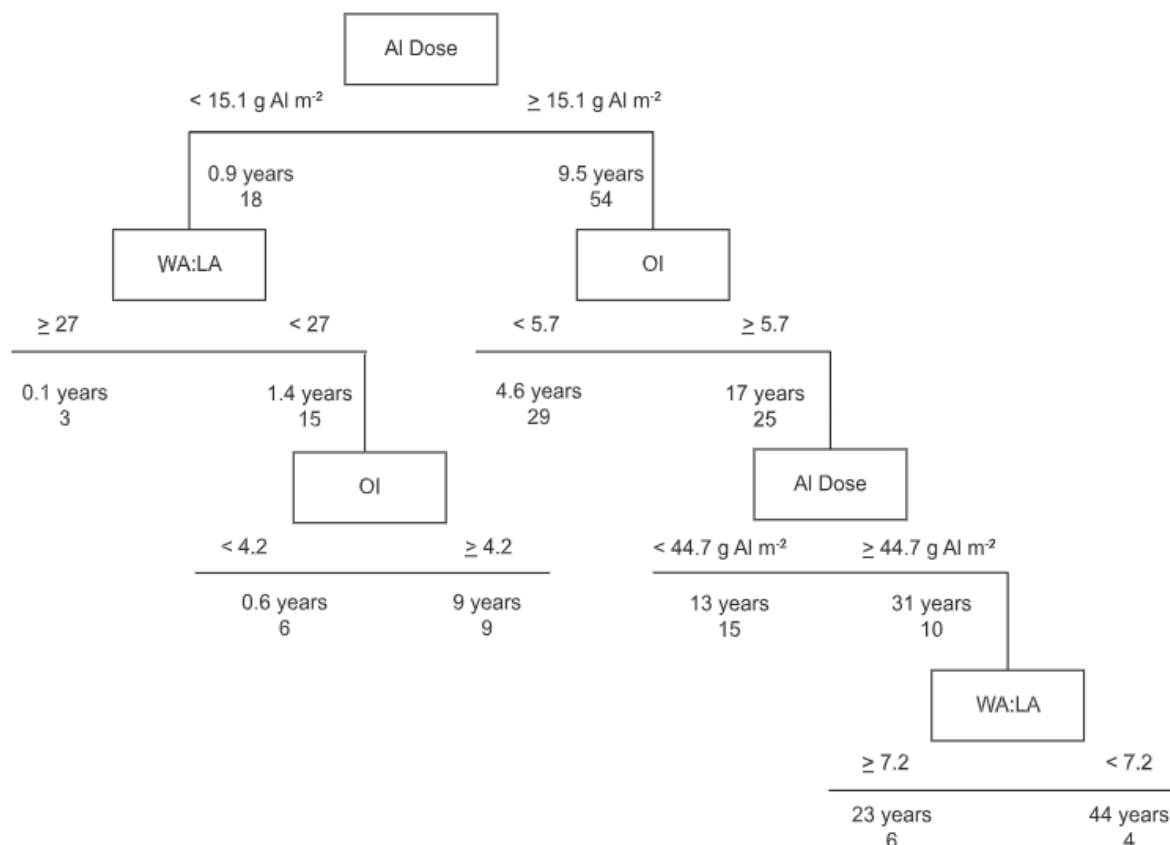 Al Dose
< 15.1 g Al m⁻²
≥ 15.1 g Al m⁻²
0.9 years
18
9.5 years
54
WA:LA
OI
≥ 27
< 27
< 5.7
≥ 5.7
0.1 years
3
1.4 years
15
4.6 years
29
17 years
25
OI
Al Dose
< 4.2
≥ 4.2
< 44.7 g Al m⁻²
≥ 44.7 g Al m⁻²
0.6 years
6
9 years
9
13 years
15
31 years
10
WA:LA
≥ 7.2
< 7.2
23 years
6
44 years
4